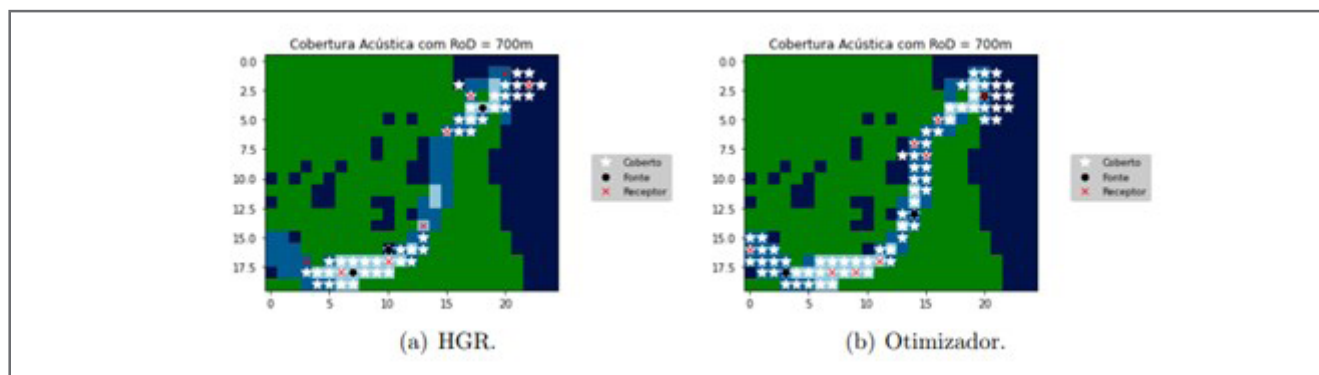 Cobertura Acústica com RoD = 700m
0.0
2.5
5.0
7.5
10.0
12.5
15.0
17.5
0 5 10 15 20
Coberto
Fonte
Receptor
(a) HGR.
Cobertura Acústica com RoD = 700m
0.0
2.5
5.0
7.5
10.0
12.5
15.0
17.5
0 5 10 15 20
Coberto
Fonte
Receptor
(b) Otimizador.